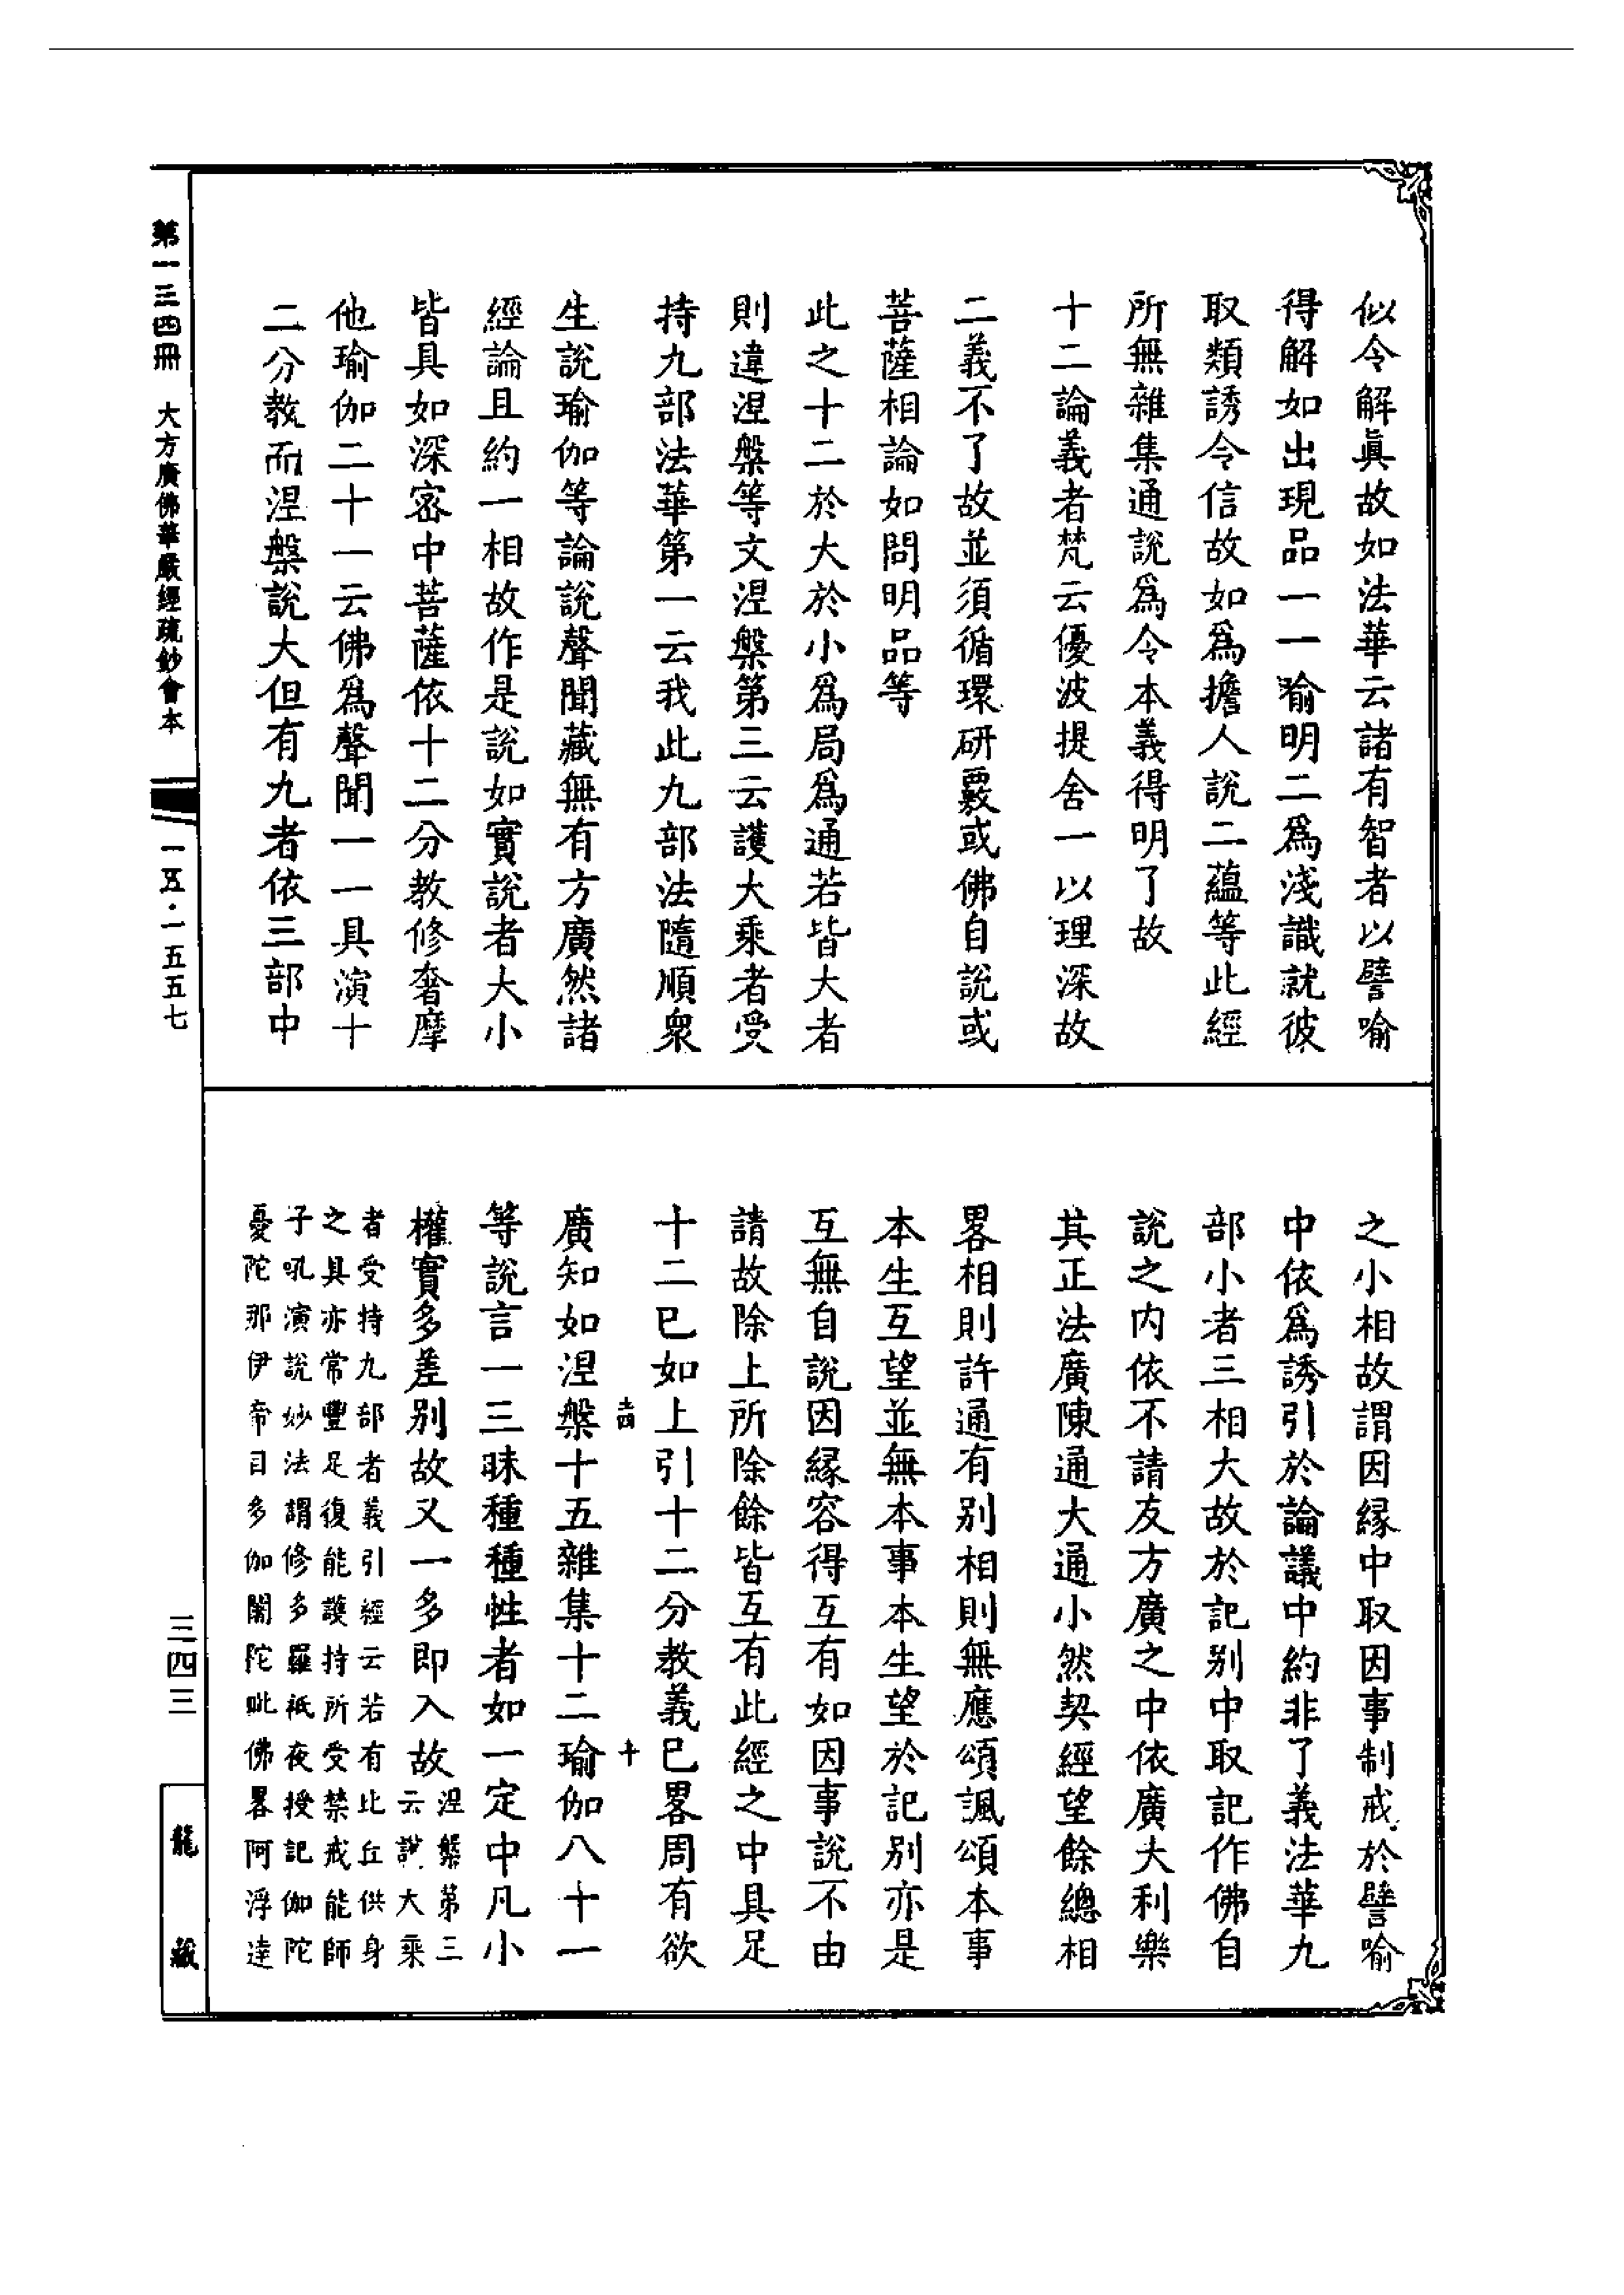 似令解眞故如法華云諸有智者以譬喻
得解如出現品一一喻明二爲淺識就彼
取類誘令信故如爲擔人說二蘊等此經
所無雜集通說爲令本義得明了故
十二論義者梵云優波提舍一以理深故
二義不了故並須循環研覈或佛自説或
菩薩相論如問明品等
此之十二於大於小爲局爲通若皆大者
則違涅槃等文涅槃第三云護大乘者受
持九部法華第一云我此九部法隨順衆
生説瑜伽等論説聲聞藏無有方廣然諸
經論且約一相故作是説如實說者大小
皆具如深密中菩薩依十二分教修奢摩
他瑜伽二十一云佛爲聲聞一一具演十
二分教而涅槃說大但有九者依三部中
之小相故謂因緣中取因事制戒於譬喻
中依爲誘引於論議中約非了義法華九
部小者三相大故於記别中取記作佛自
說之内依不請友方廣之中依廣大利樂
其正法廣陳通大通小然契經望餘總相
畧相則許通有别相則無應頌諷頌本事
本生互望並無本事本生望於記别亦是
互無自說因緣容得互有如因事說不由
請故除上所除餘皆互有此經之中具足
十二已如上引十二分教義已畧周有欲
廣知如涅槃十五雜集十二瑜伽八十一
十四
十
等說言一三昧種種性者如一定中凡小
權實多差别故又一多即入故
涅槃第三
云說大乘
者受持九部者義引經云若有比丘供身
之具亦常豐足復能護持所受禁戒能師
子吼演說妙法謂修多羅祇夜授記伽陀
憂陀那伊帝目多伽闍陀毗佛畧阿浮達
第一三四冊 大方廣佛華嚴經疏鈔會本
一五·一五五七
三四三
龍藏